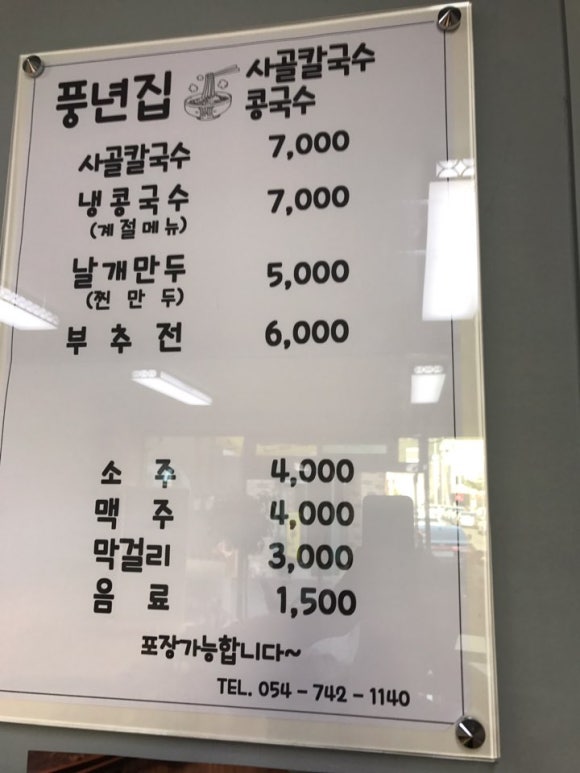 풍년집 사골칼국수
콩국수
사골칼국수 7,000
냉콩국수 7,000
(계절메뉴)
날개만두 5,000
(찐만두)
부추전 6,000
소주 4,000
맥주 4,000
막걸리 3,000
음료 1,500
포장가능합니다~
TEL. 054 - 742 - 1140